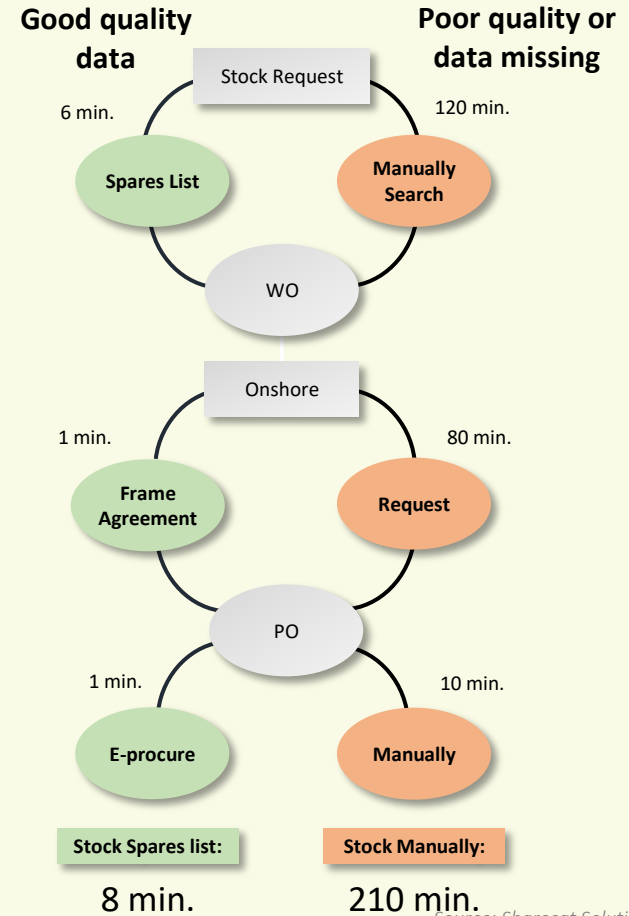 Good quality
data
Poor quality or
data missing
Stock Request
6 min.
120 min.
Spares List
Manually
Search
WO
Onshore
1 min.
80 min.
Frame
Agreement
Request
PO
1 min.
10 min.
E-procure
Manually
Stock Spares list:
Stock Manually:
8 min.
210 min.
Source: Sharecat